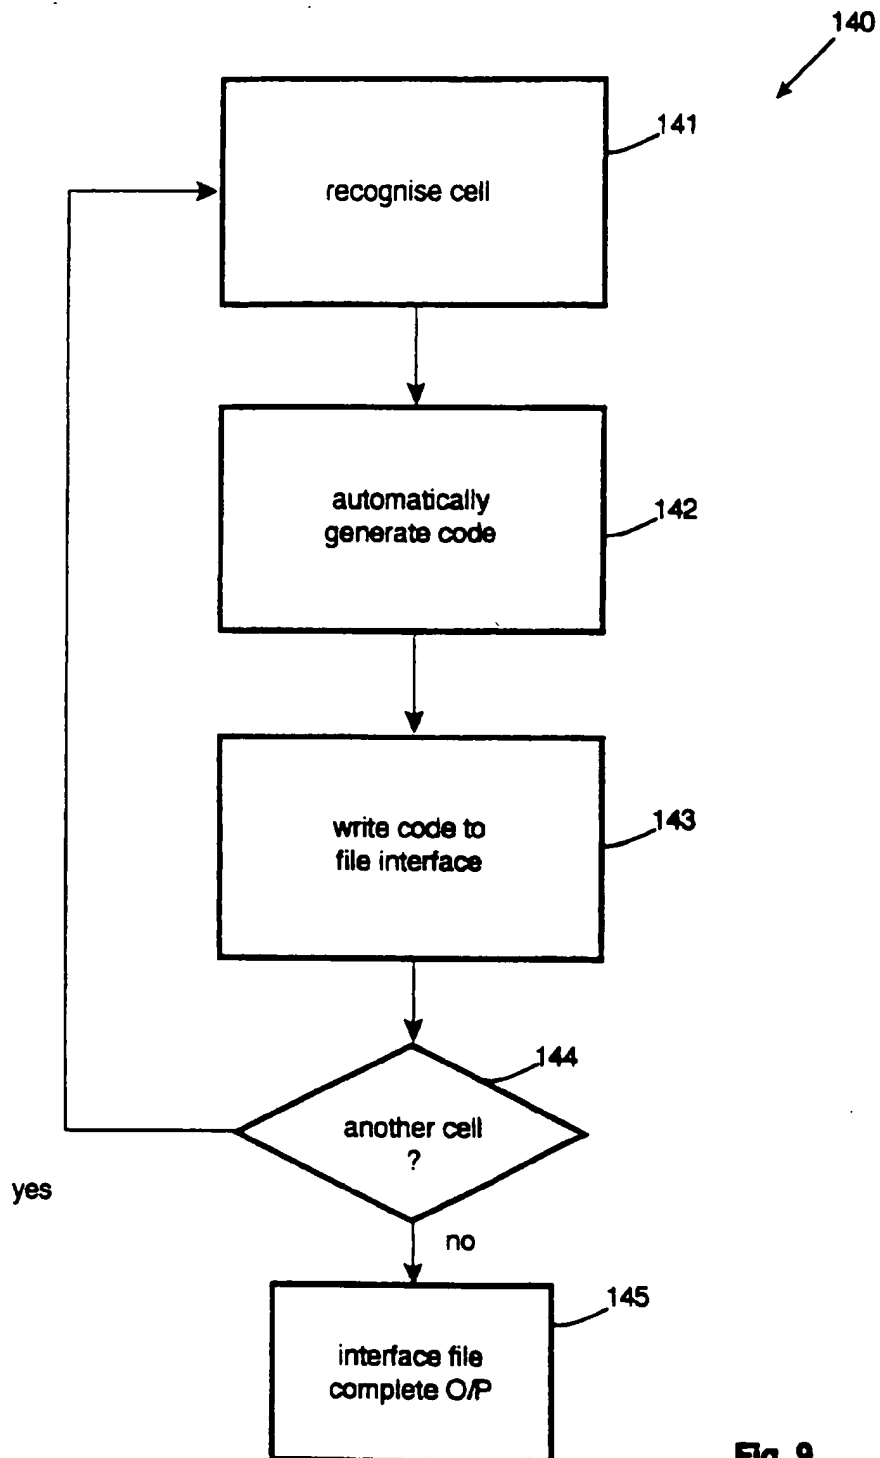 140
141
recognise cell
automatically
generate code
142
write code to
file interface
143
144
another cell
?
yes
no
145
interface file
complete O/P
Fig. 9